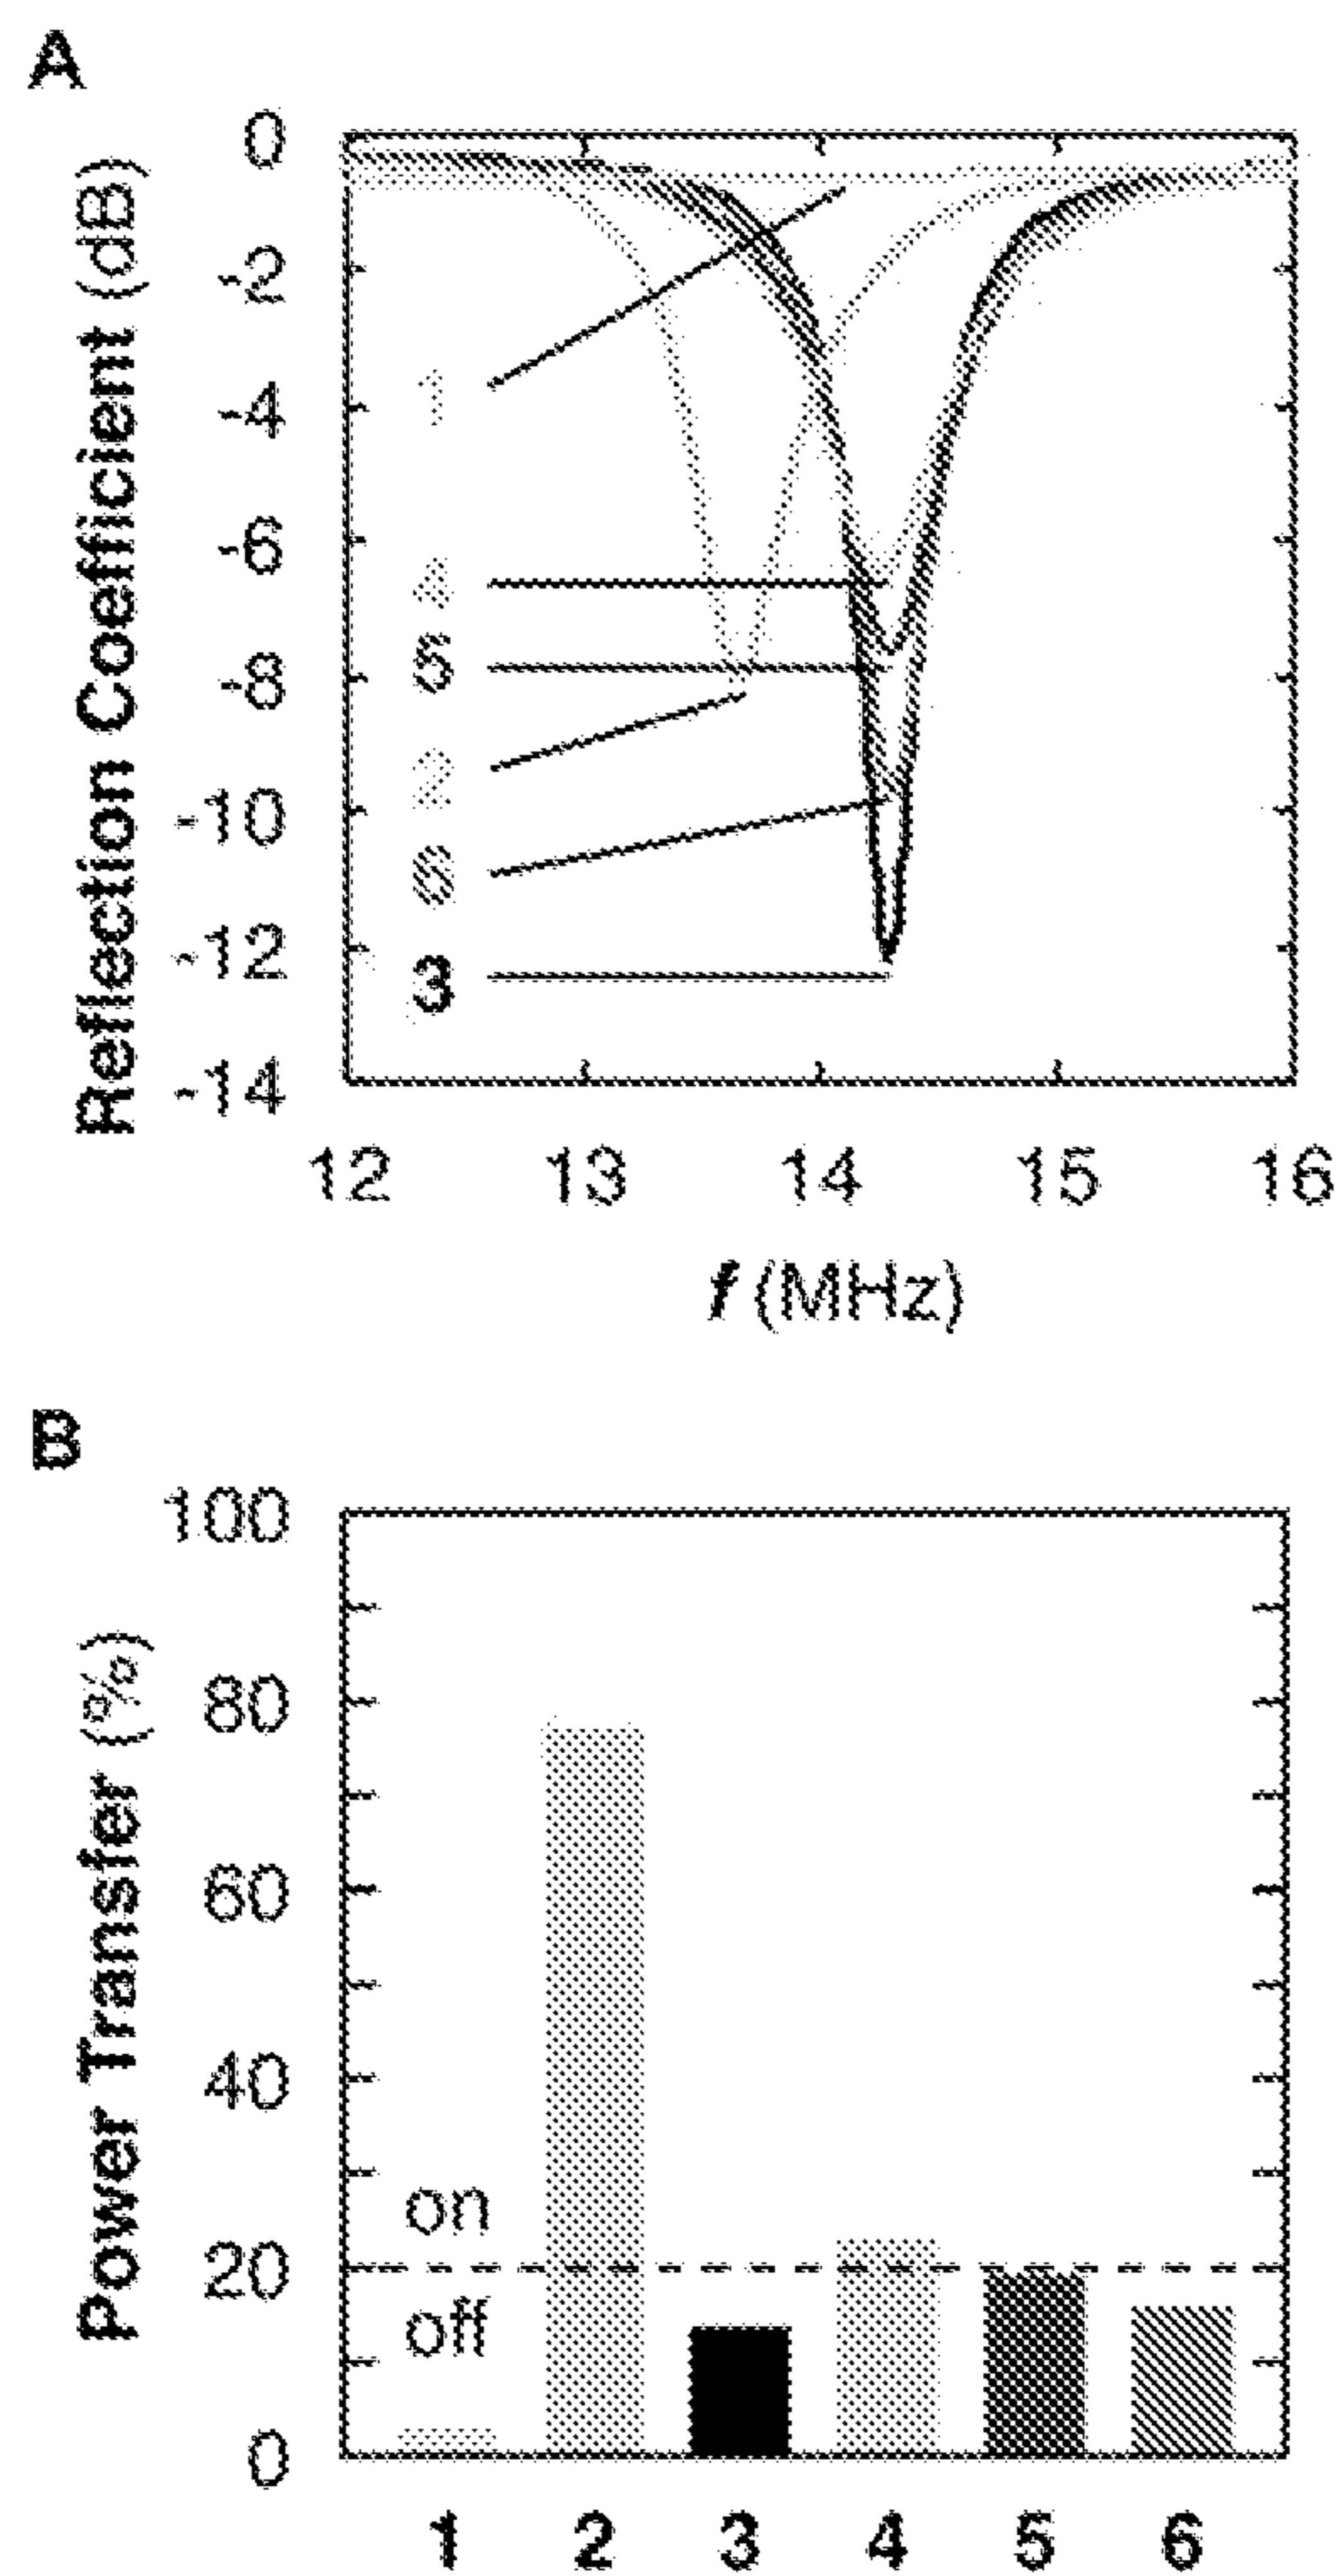 A
Reflection Coefficient (dB)
0
-2
-4
-6
-8
-10
-12
-14
1
4
5
2
6
3
12 13 14 15 16
f (MHz)
B
Power Transfer (%)
100
80
60
40
20
0
on
off
1 2 3 4 5 6